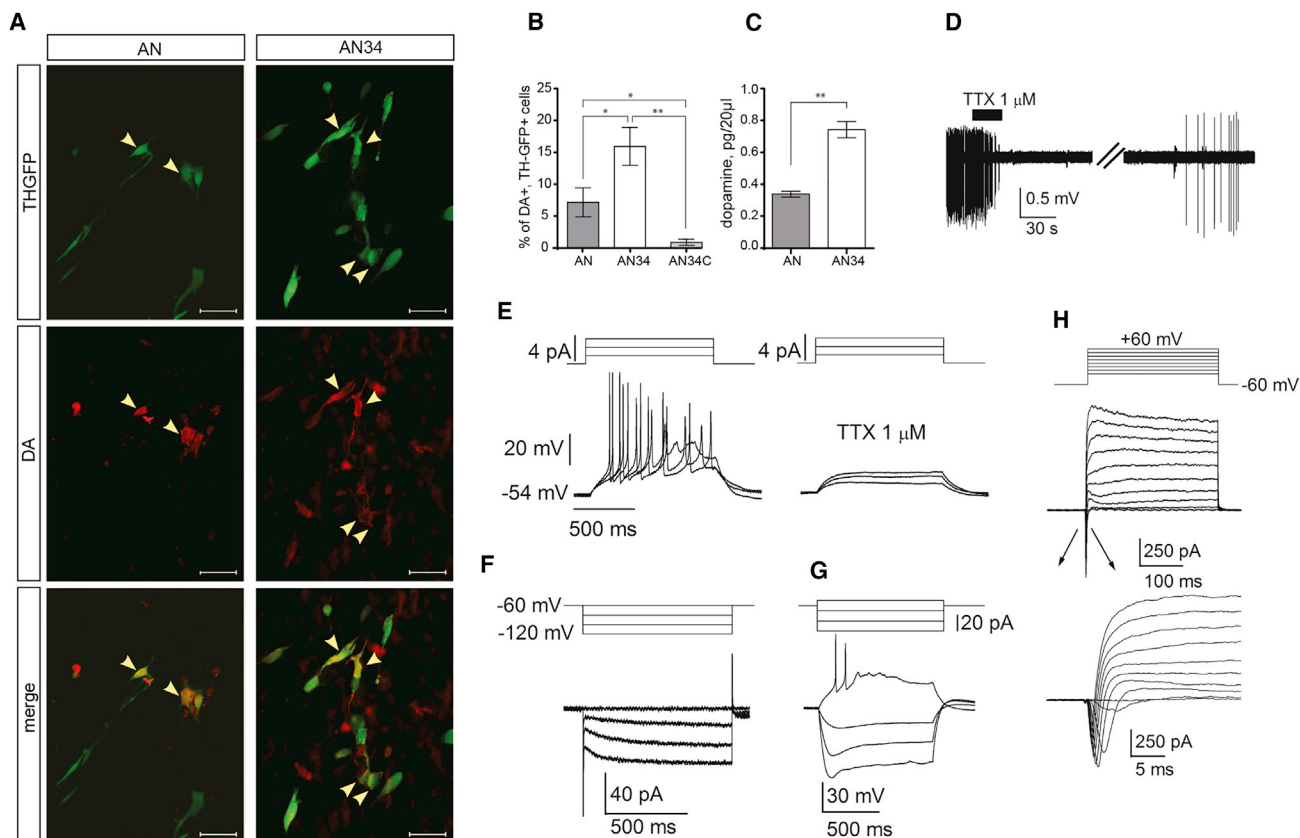 A
AN
AN34
THGFP
DA
merge
B
% of DA+, TH-GFP+ cells
25
20
15
10
5
0
*
*
**
AN
AN34
AN34C
C
dopamine, pg/20μl
1.0
0.8
0.6
0.4
0.2
0.0
**
AN
AN34
D
TTX 1 μM
0.5 mV
30 s
E
4 pA
4 pA
20 mV
-54 mV
500 ms
TTX 1 μM
F
-60 mV
-120 mV
40 pA
500 ms
G
20 pA
30 mV
500 ms
H
+60 mV
-60 mV
250 pA
100 ms
250 pA
5 ms